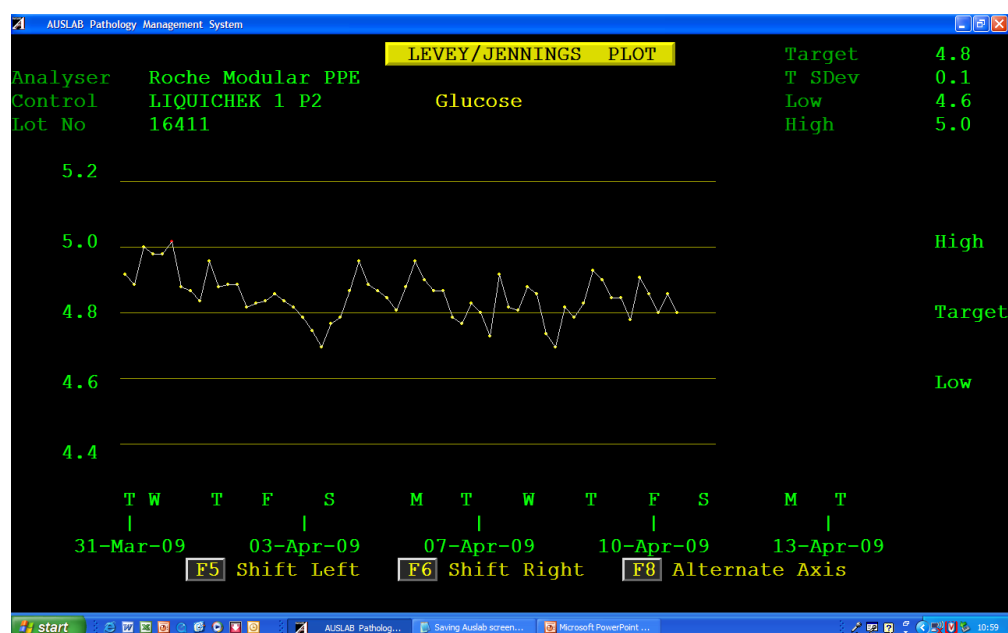 AUSLAB Pathology Management System
LEVEY/JENNINGS PLOT
Target 4.8
Analyser Roche Modular PPE
T SDev 0.1
Control LIQUICHEK 1 P2
Glucose
Low 4.6
Lot No 16411
High 5.0
5.2
5.0
High
4.8
Target
4.6
Low
4.4
T W T F S M T W T F S M T
31-Mar-09 03-Apr-09 07-Apr-09 10-Apr-09 13-Apr-09
F5 Shift Left F6 Shift Right F8 Alternate Axis
start AUSLAB Patholog... Saving Auslab screen... Microsoft PowerPoint ... 10:59